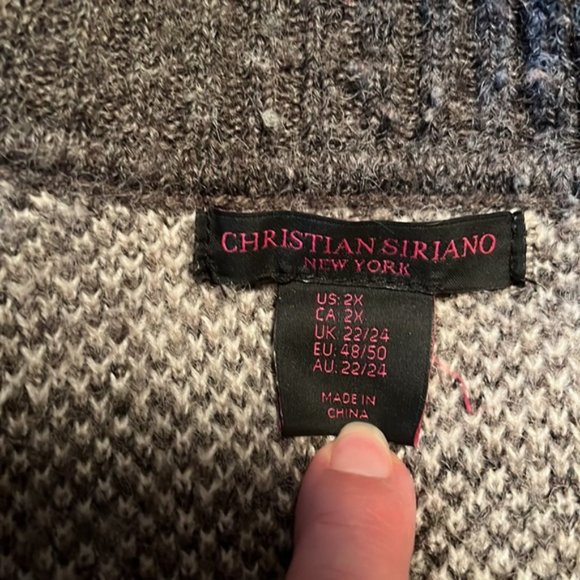 CHRISTIAN SIRIANO
NEW YORK
US: 2X
CA: 2X
UK: 22/24
EU: 48/50
AU: 22/24
MADE IN
CHINA